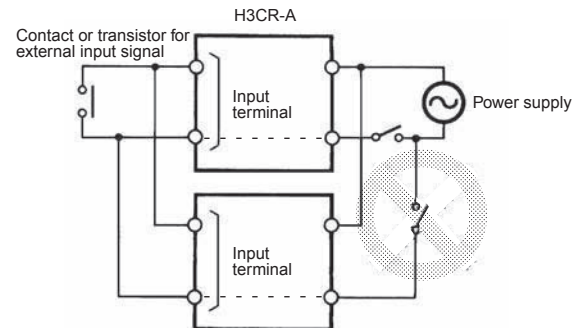 H3CR-A
Contact or transistor for
external input signal
Input
terminal
Power supply
Input
terminal